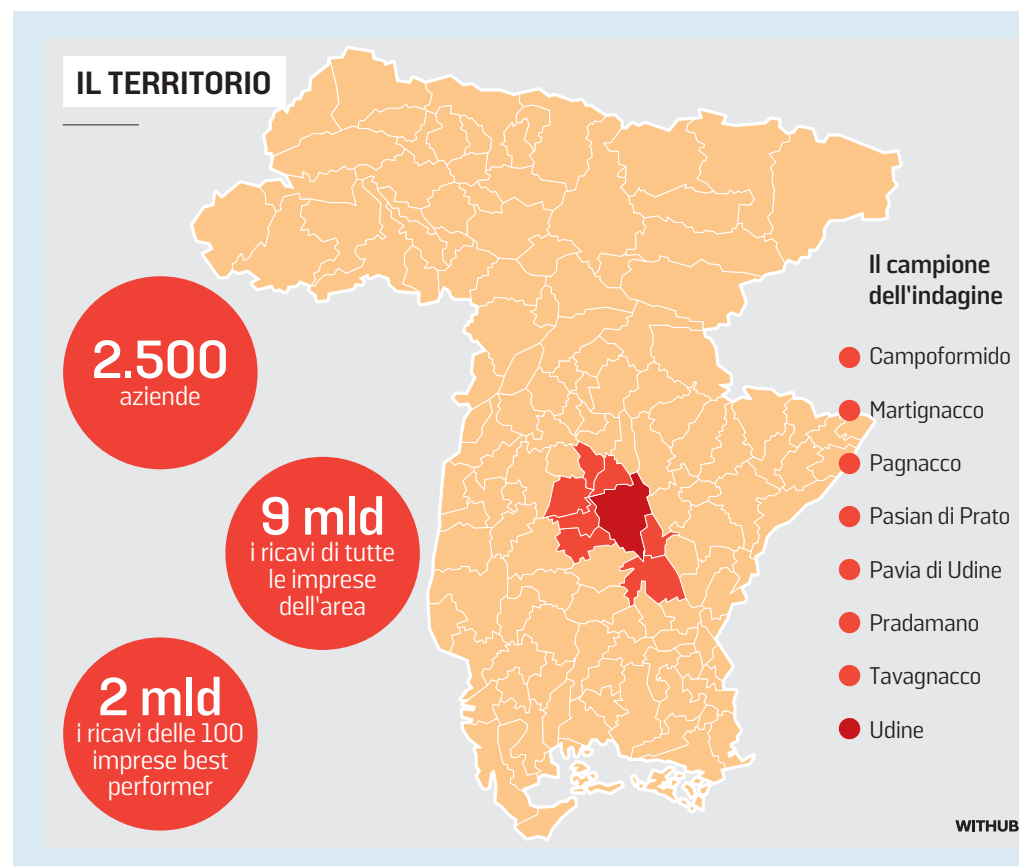 IL TERRITORIO
2.500
aziende
9 mld
i ricavi di tutte
le imprese
dell'area
2 mld
i ricavi delle 100
imprese best
performer
Il campione
dell'indagine
Campoformido
Martignacco
Pagnacco
Pasian di Prato
Pavia di Udine
Pradamano
Tavagnacco
Udine
WITHUB